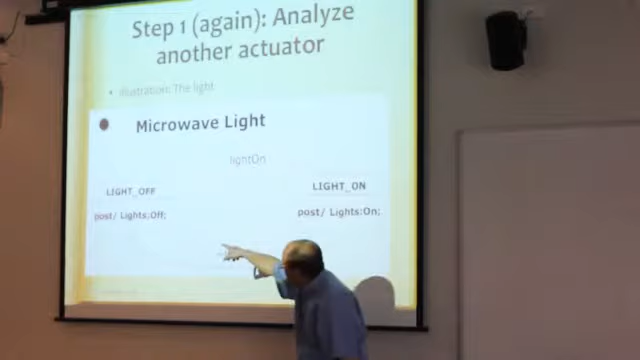 Step 1 (again): Analyze
another actuator
• Illustration: The light
Microwave Light
lightOn
LIGHT_OFF
LIGHT_ON
post/ Lights:Off;
post/ Lights:On;